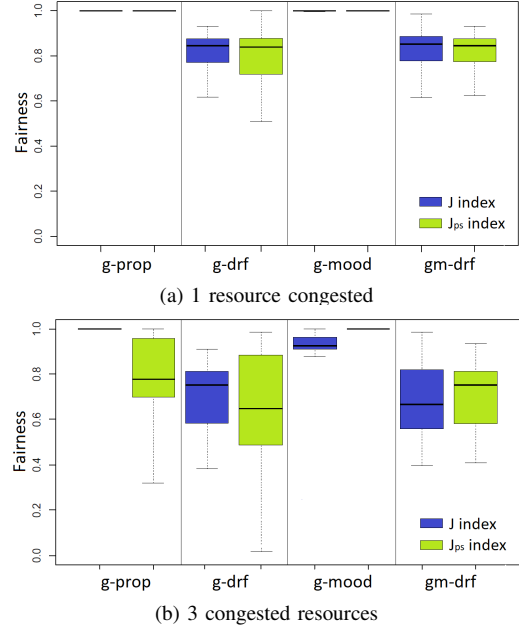 1.0
0.8
0.6
0.4
0.2
0.0
Fairness
J index
Jps index
g-prop g-drf g-mood gm-drf
(a) 1 resource congested
1.0
0.8
0.6
0.4
0.2
0.0
Fairness
J index
Jps index
g-prop g-drf g-mood gm-drf
(b) 3 congested resources